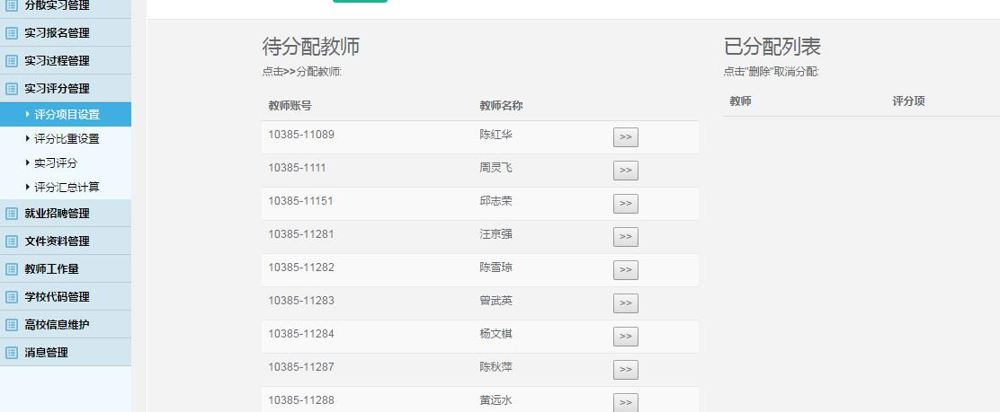 分散实习管理
实习报名管理
实习过程管理
实习评分管理
评分项目设置
评分比重设置
实习评分
评分汇总计算
就业招聘管理
文件资料管理
教师工作量
学校代码管理
高校信息维护
消息管理
待分配教师
点击>>分配教师:
教师账号 教师名称
10385-11089 陈红华 >>
10385-1111 周灵飞 >>
10385-11151 邱志荣 >>
10385-11281 汪京强 >>
10385-11282 陈雪琼 >>
10385-11283 曾武英 >>
10385-11284 杨文棋 >>
10385-11287 陈秋萍 >>
10385-11288 黄远水 >>
已分配列表
点击"删除"取消分配:
教师 评分项